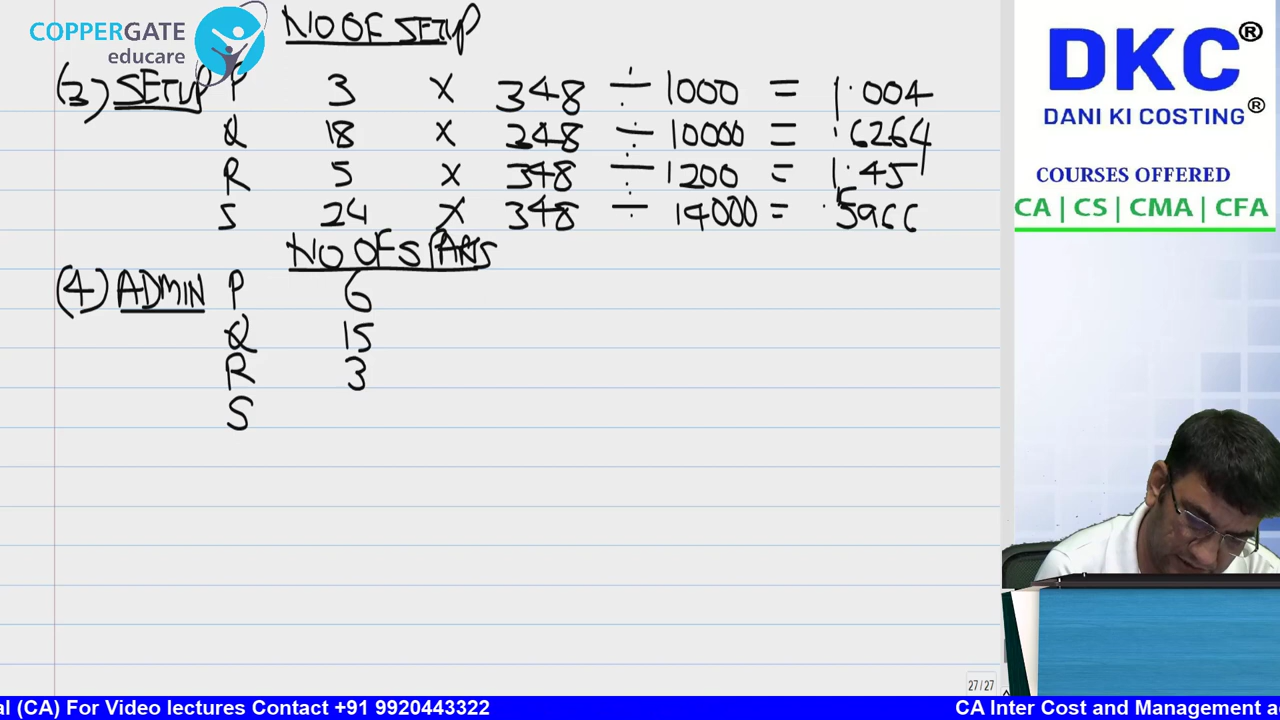 COPPERGATE
educare
NO OF SETUP
(3) SETUP P 3 × 348 ÷ 1000 = 1.004
Q 18 × 248 ÷ 10000 = .6264
R 5 × 348 ÷ 1200 = 1.45
S 24 × 348 ÷ 14000 = .5966
NO OF S PARTS
(4) ADMIN P 6
Q 15
R 3
S
DKC®
DANI KI COSTING®
COURSES OFFERED
CA | CS | CMA | CFA
27/27
al (CA) For Video lectures Contact +91 9920443322
CA Inter Cost and Management a